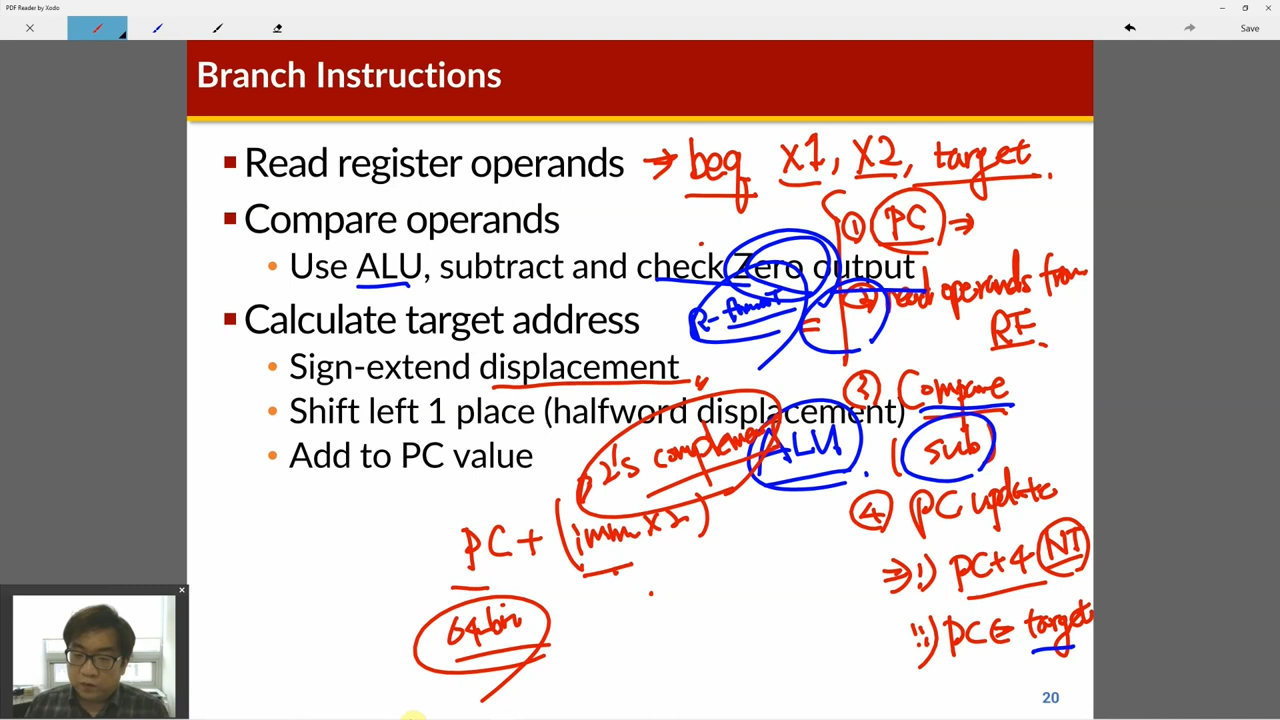 PDF Reader by Xodo
Save
Branch Instructions
Read register operands → beq X1, X2, target.
Compare operands
① PC →
Use ALU, subtract and check Zero output
② read operands from
RF.
R-format
=
Calculate target address
Sign-extend displacement
③ Compare
Shift left 1 place (halfword displacement)
(sub)
2's complement
ALU.
Add to PC value
④ PC update
PC + (imm x 2)
⇒ i) PC+4 NT
64bit
ii) PC ← target
20